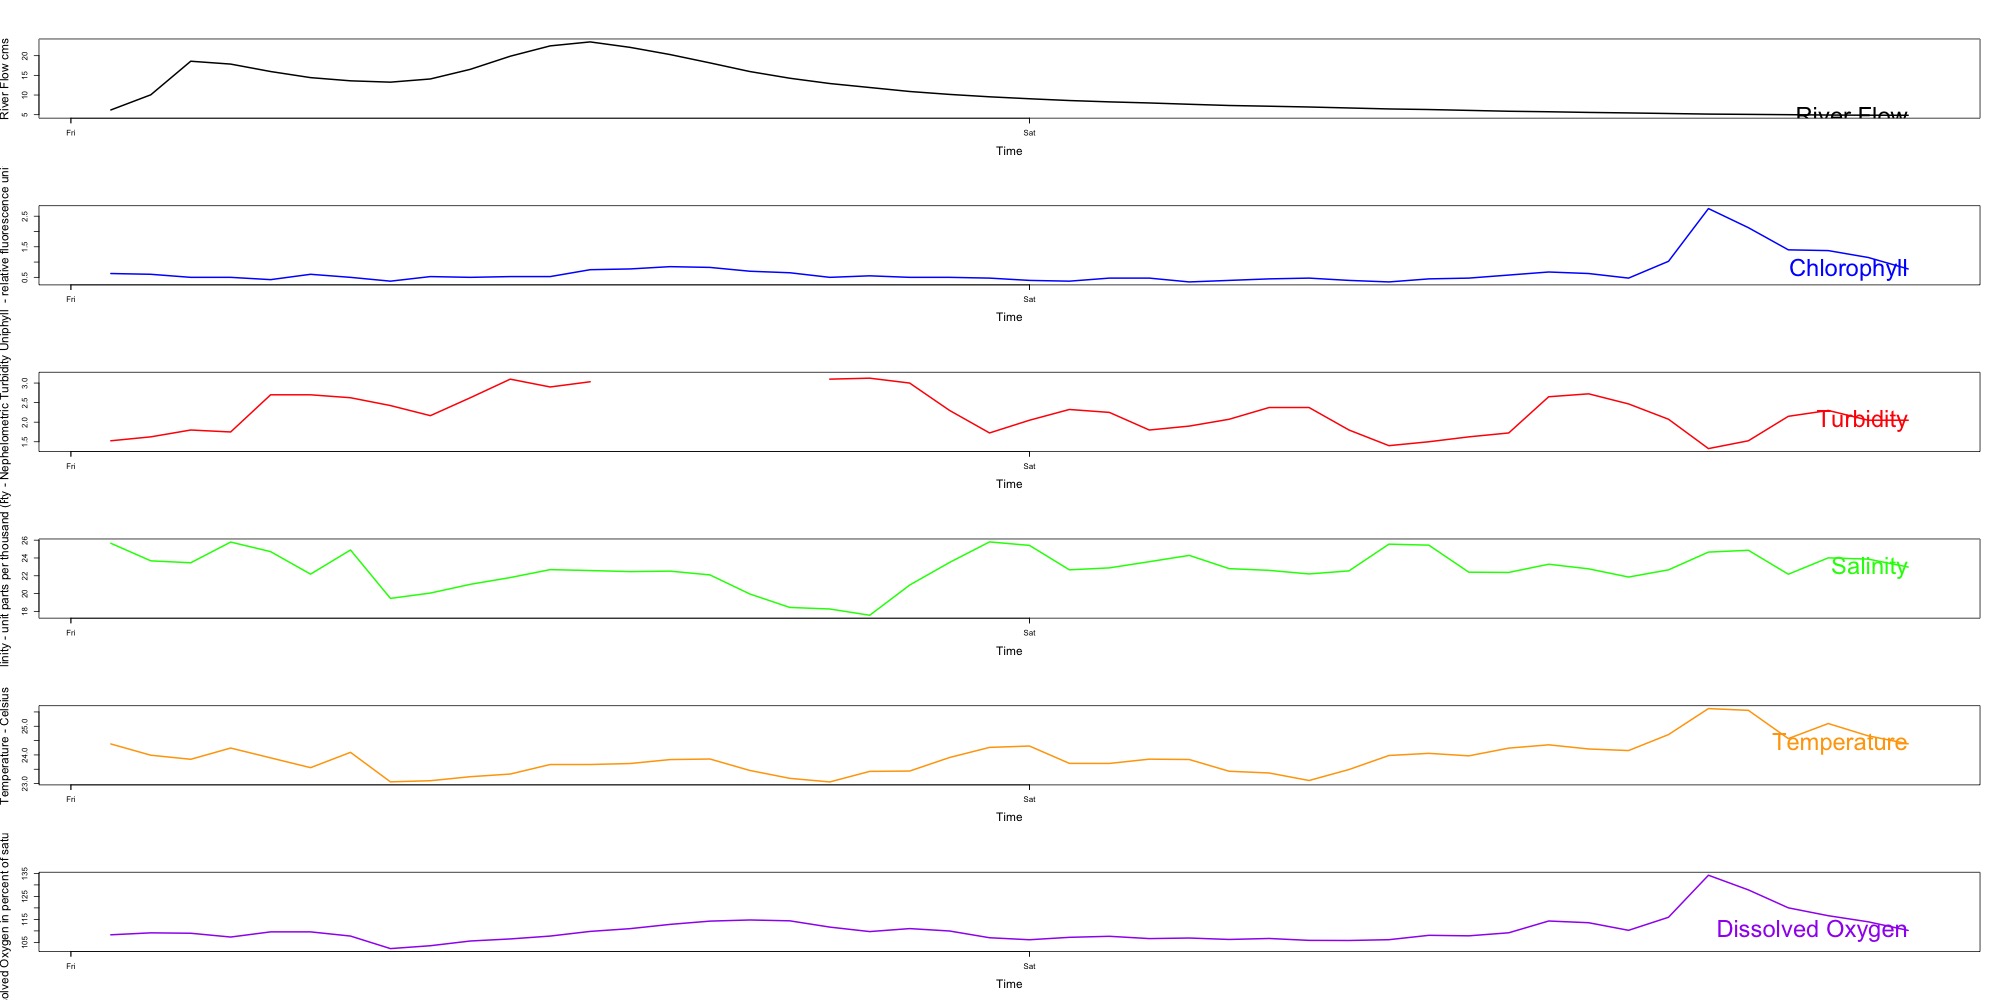 River Flow cms
20
15
10
5
River Flow
Fri
Sat
Time
- relative fluorescence uni
2.5
1.5
0.5
Chlorophyll
Fri
Sat
Time
Nephelometric Turbidity Uni
3.0
2.5
2.0
1.5
Turbidity
Fri
Sat
Time
linity - unit parts per thousand
26
24
22
20
18
Salinity
Fri
Sat
Time
Temperature - Celsius
25.0
24.0
23.0
Temperature
Fri
Sat
Time
olved Oxygen in percent of satu
135
125
115
105
Dissolved Oxygen
Fri
Sat
Time